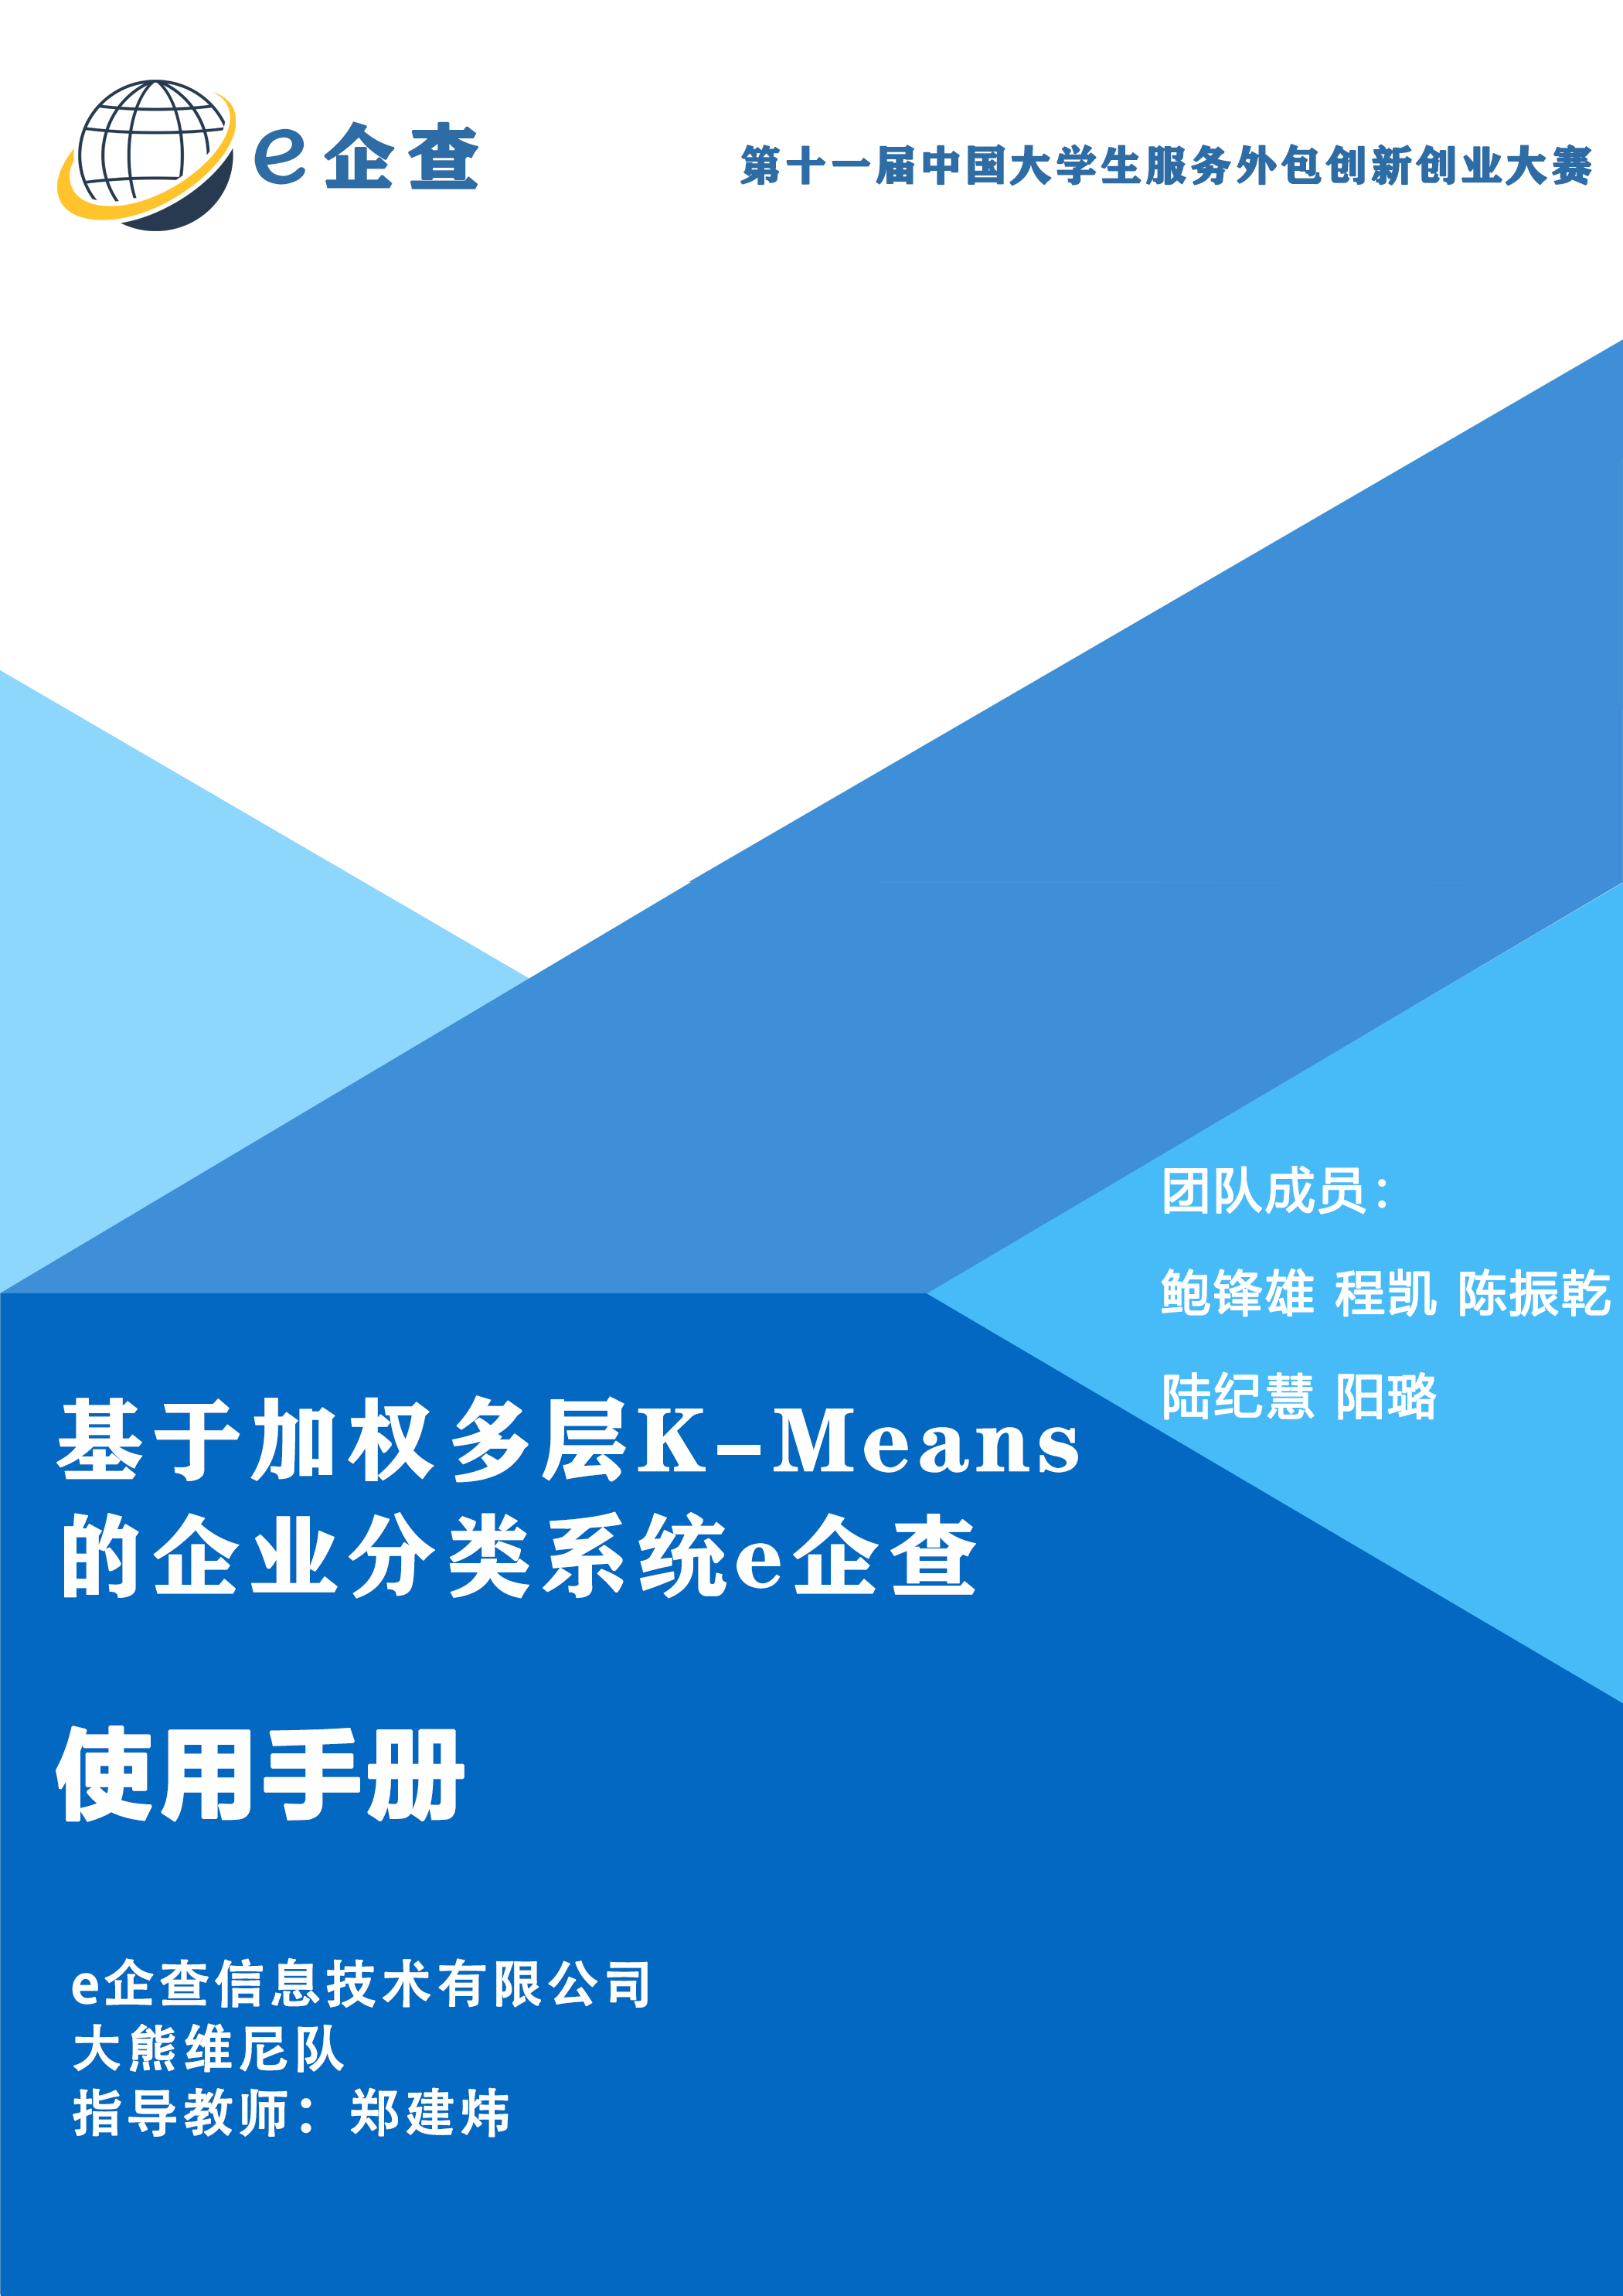 e企查
第十一届中国大学生服务外包创新创业大赛
团队成员：
鲍锋雄 程凯 陈振乾
陆纪慧 阳璐
基于加权多层K-Means
的企业分类系统e企查
使用手册
e企查信息技术有限公司
大熊维尼队
指导教师： 郑建炜